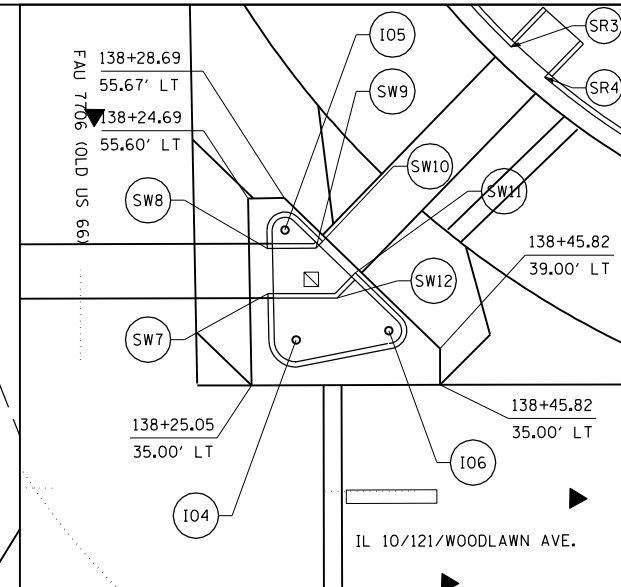 SR3
I05
138+28.69
55.67' LT
SW9
SR4
138+24.69
55.60' LT
FAU 7706 (OLD US 66)
SW10
SW8
SW11
138+45.82
39.00' LT
SW12
SW7
138+25.05
35.00' LT
138+45.82
35.00' LT
I06
I04
IL 10/121/WOODLAWN AVE.